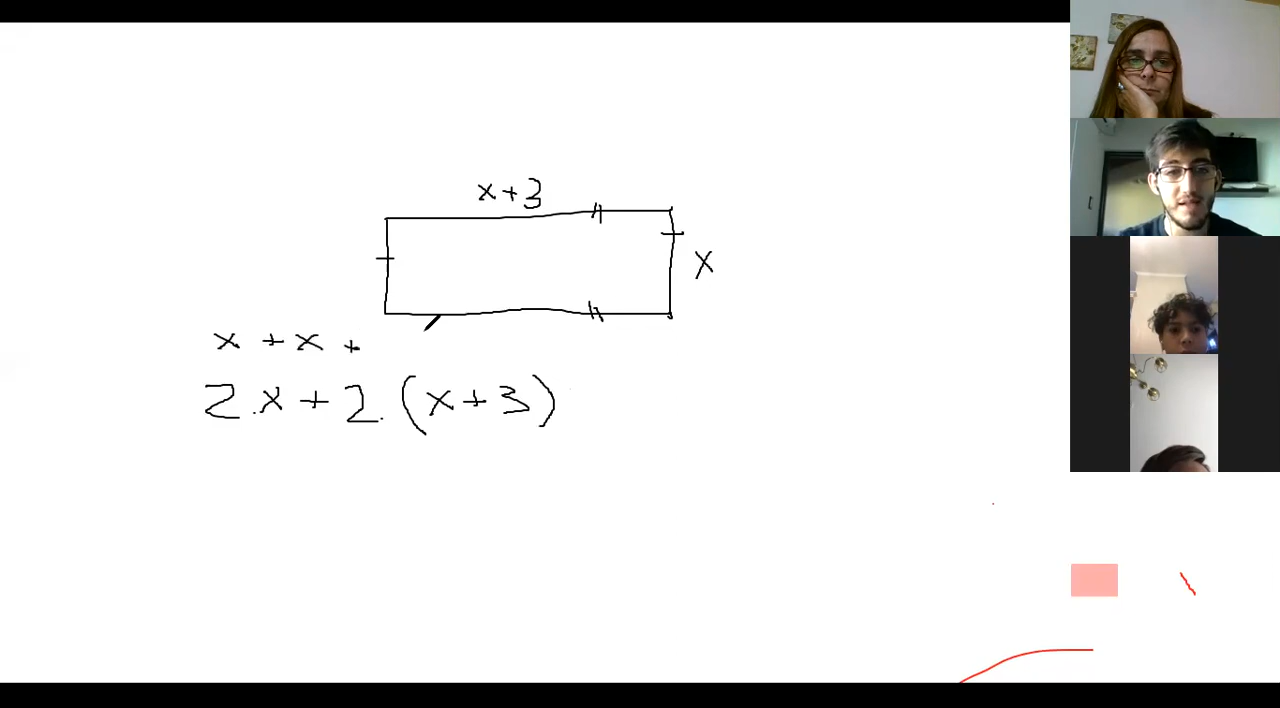 x+3
x
x + x +
2.x + 2.(x+3)